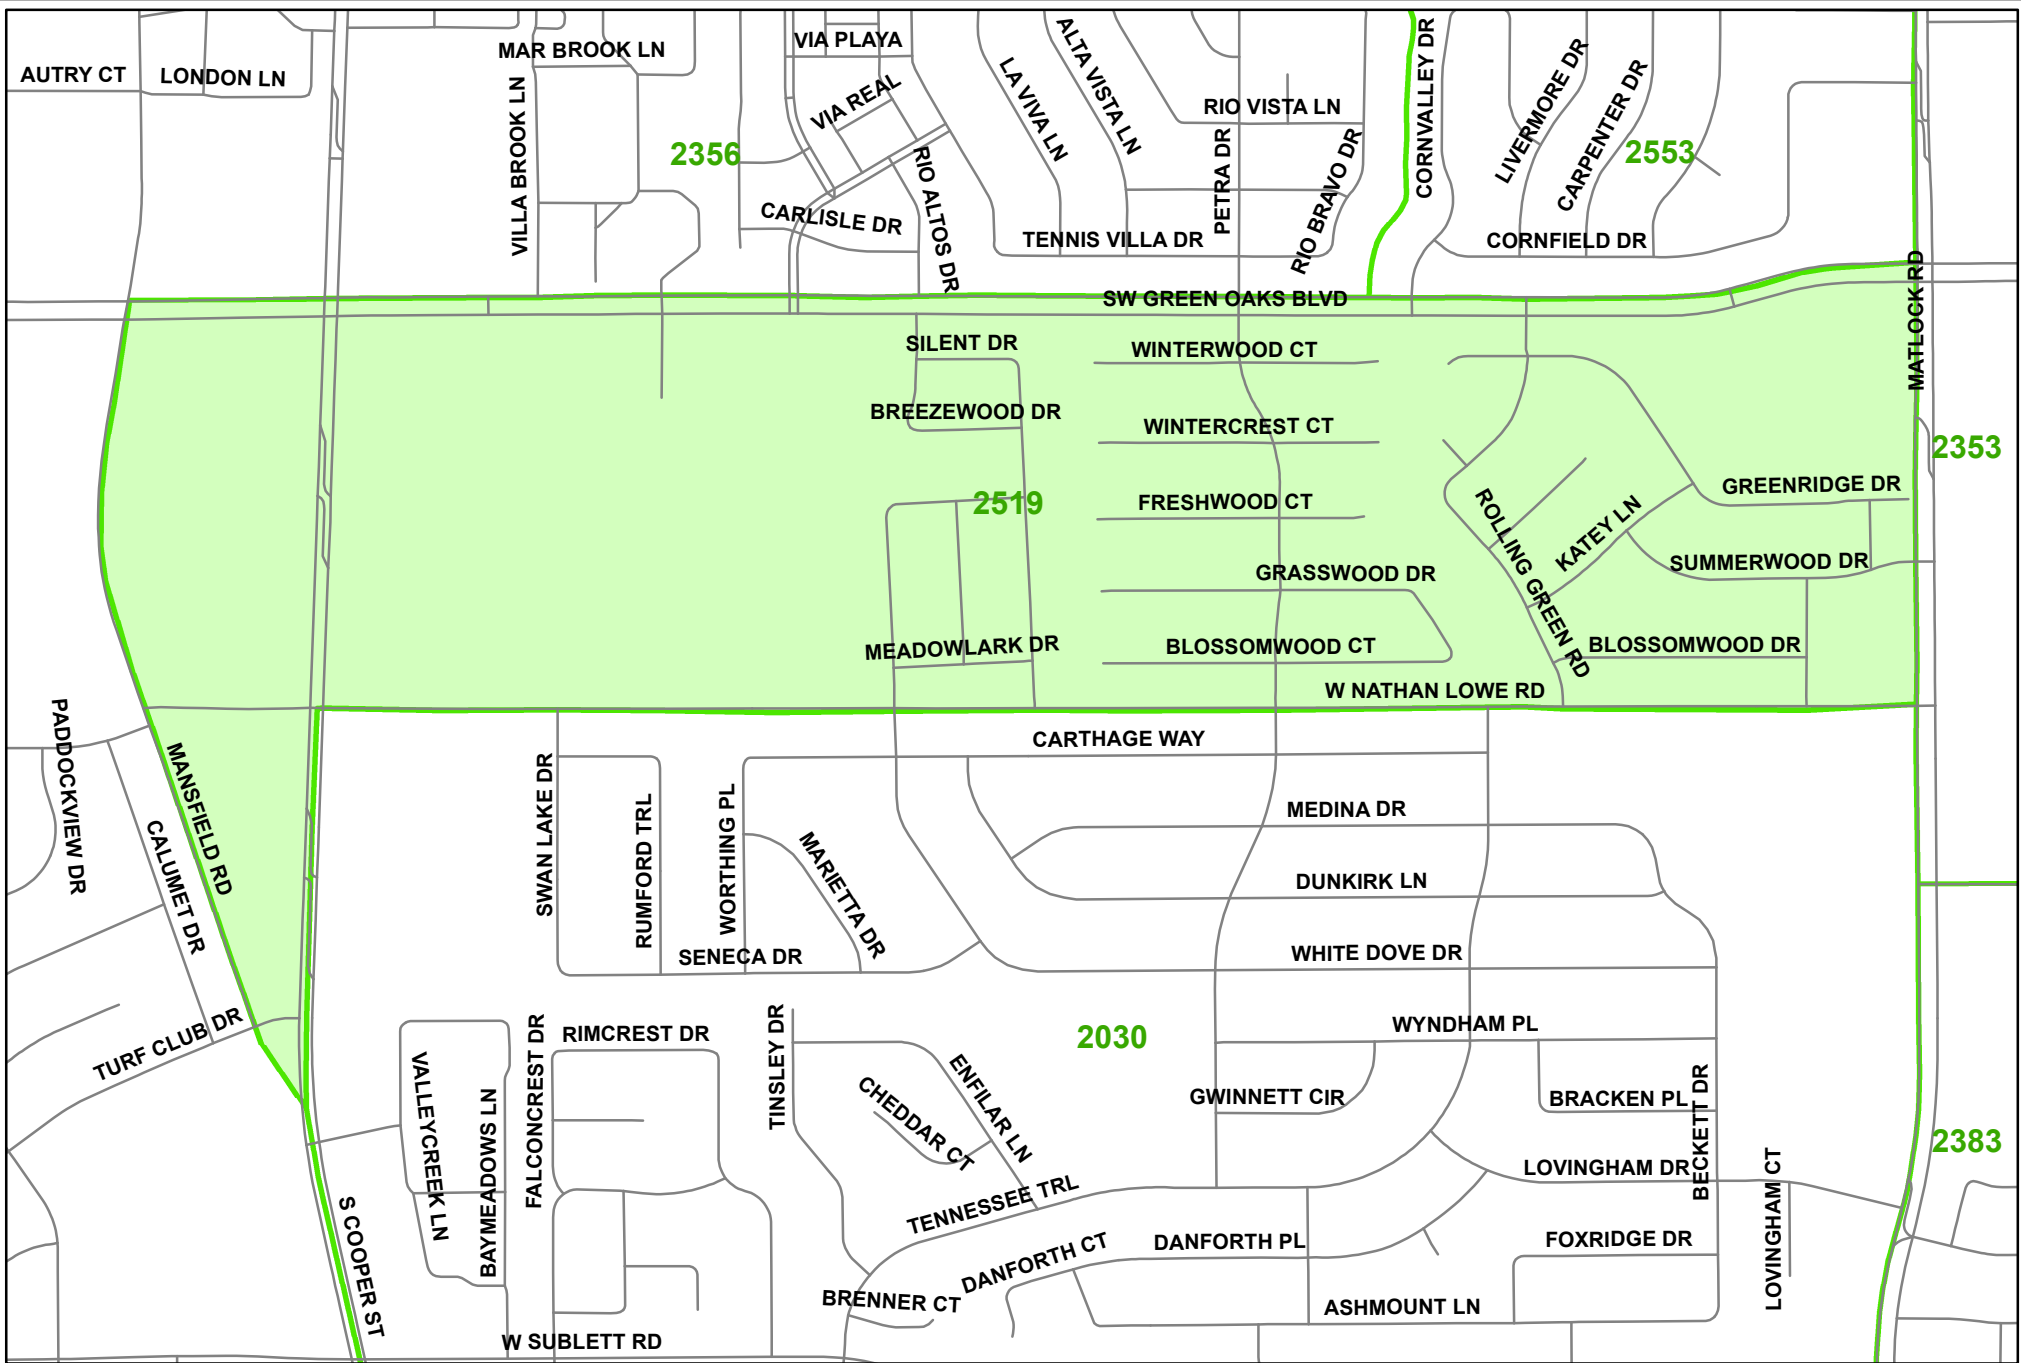 MAR BROOK LN
VIA PLAYA
AUTRY CT
LONDON LN
VILLA BROOK LN
VIA REAL
LA VIVA LN
ALTA VISTA LN
RIO VISTA LN
CORNVALLEY DR
LIVERMORE DR
CARPENTER DR
2356
2553
RIO ALTOS DR
PETRA DR
RIO BRAVO DR
CARLISLE DR
TENNIS VILLA DR
CORNFIELD DR
SW GREEN OAKS BLVD
MATLOCK RD
SILENT DR
WINTERWOOD CT
BREEZEWOOD DR
WINTERCREST CT
2353
2519
FRESHWOOD CT
ROLLING GREEN RD
KATEY LN
GREENRIDGE DR
GRASSWOOD DR
SUMMERWOOD DR
MEADOWLARK DR
BLOSSOMWOOD CT
BLOSSOMWOOD DR
W NATHAN LOWE RD
PADDOCKVIEW DR
MANSFIELD RD
CALUMET DR
CARTHAGE WAY
SWAN LAKE DR
RUMFORD TRL
WORTHING PL
MARIETTA DR
MEDINA DR
DUNKIRK LN
SENECA DR
WHITE DOVE DR
TURF CLUB DR
VALLEYCREEK LN
BAYMEADOWS LN
FALCONCREST DR
RIMCREST DR
TINSLEY DR
CHEDDAR CT
ENFILAR LN
2030
WYNDHAM PL
GWINNETT CIR
BRACKEN PL
BECKETT DR
2383
LOVINGHAM DR
LOVINGHAM CT
TENNESSEE TRL
S COOPER ST
DANFORTH CT
DANFORTH PL
FOXRIDGE DR
BRENNER CT
ASHMOUNT LN
W SUBLETT RD